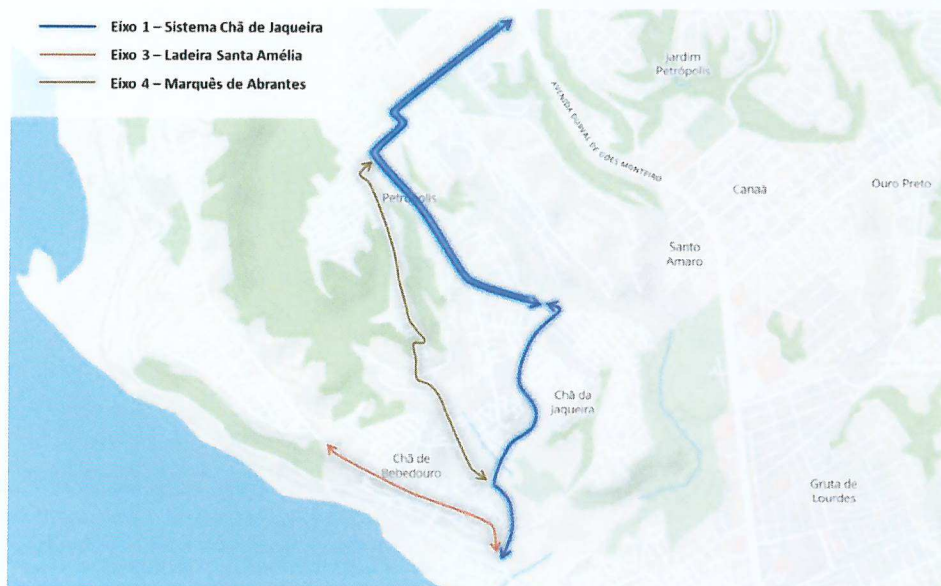 Eixo 1 – Sistema Chã de Jaqueira
Eixo 3 – Ladeira Santa Amélia
Eixo 4 – Marquês de Abrantes
Jardim
Petrópolis
AVENIDA DURVAL DE GÓES MONTEIRO
Canaã
Ouro Preto
Petrópolis
Santo
Amaro
Chã da
Jaqueira
Chã de
Bebedouro
Gruta de
Lourdes